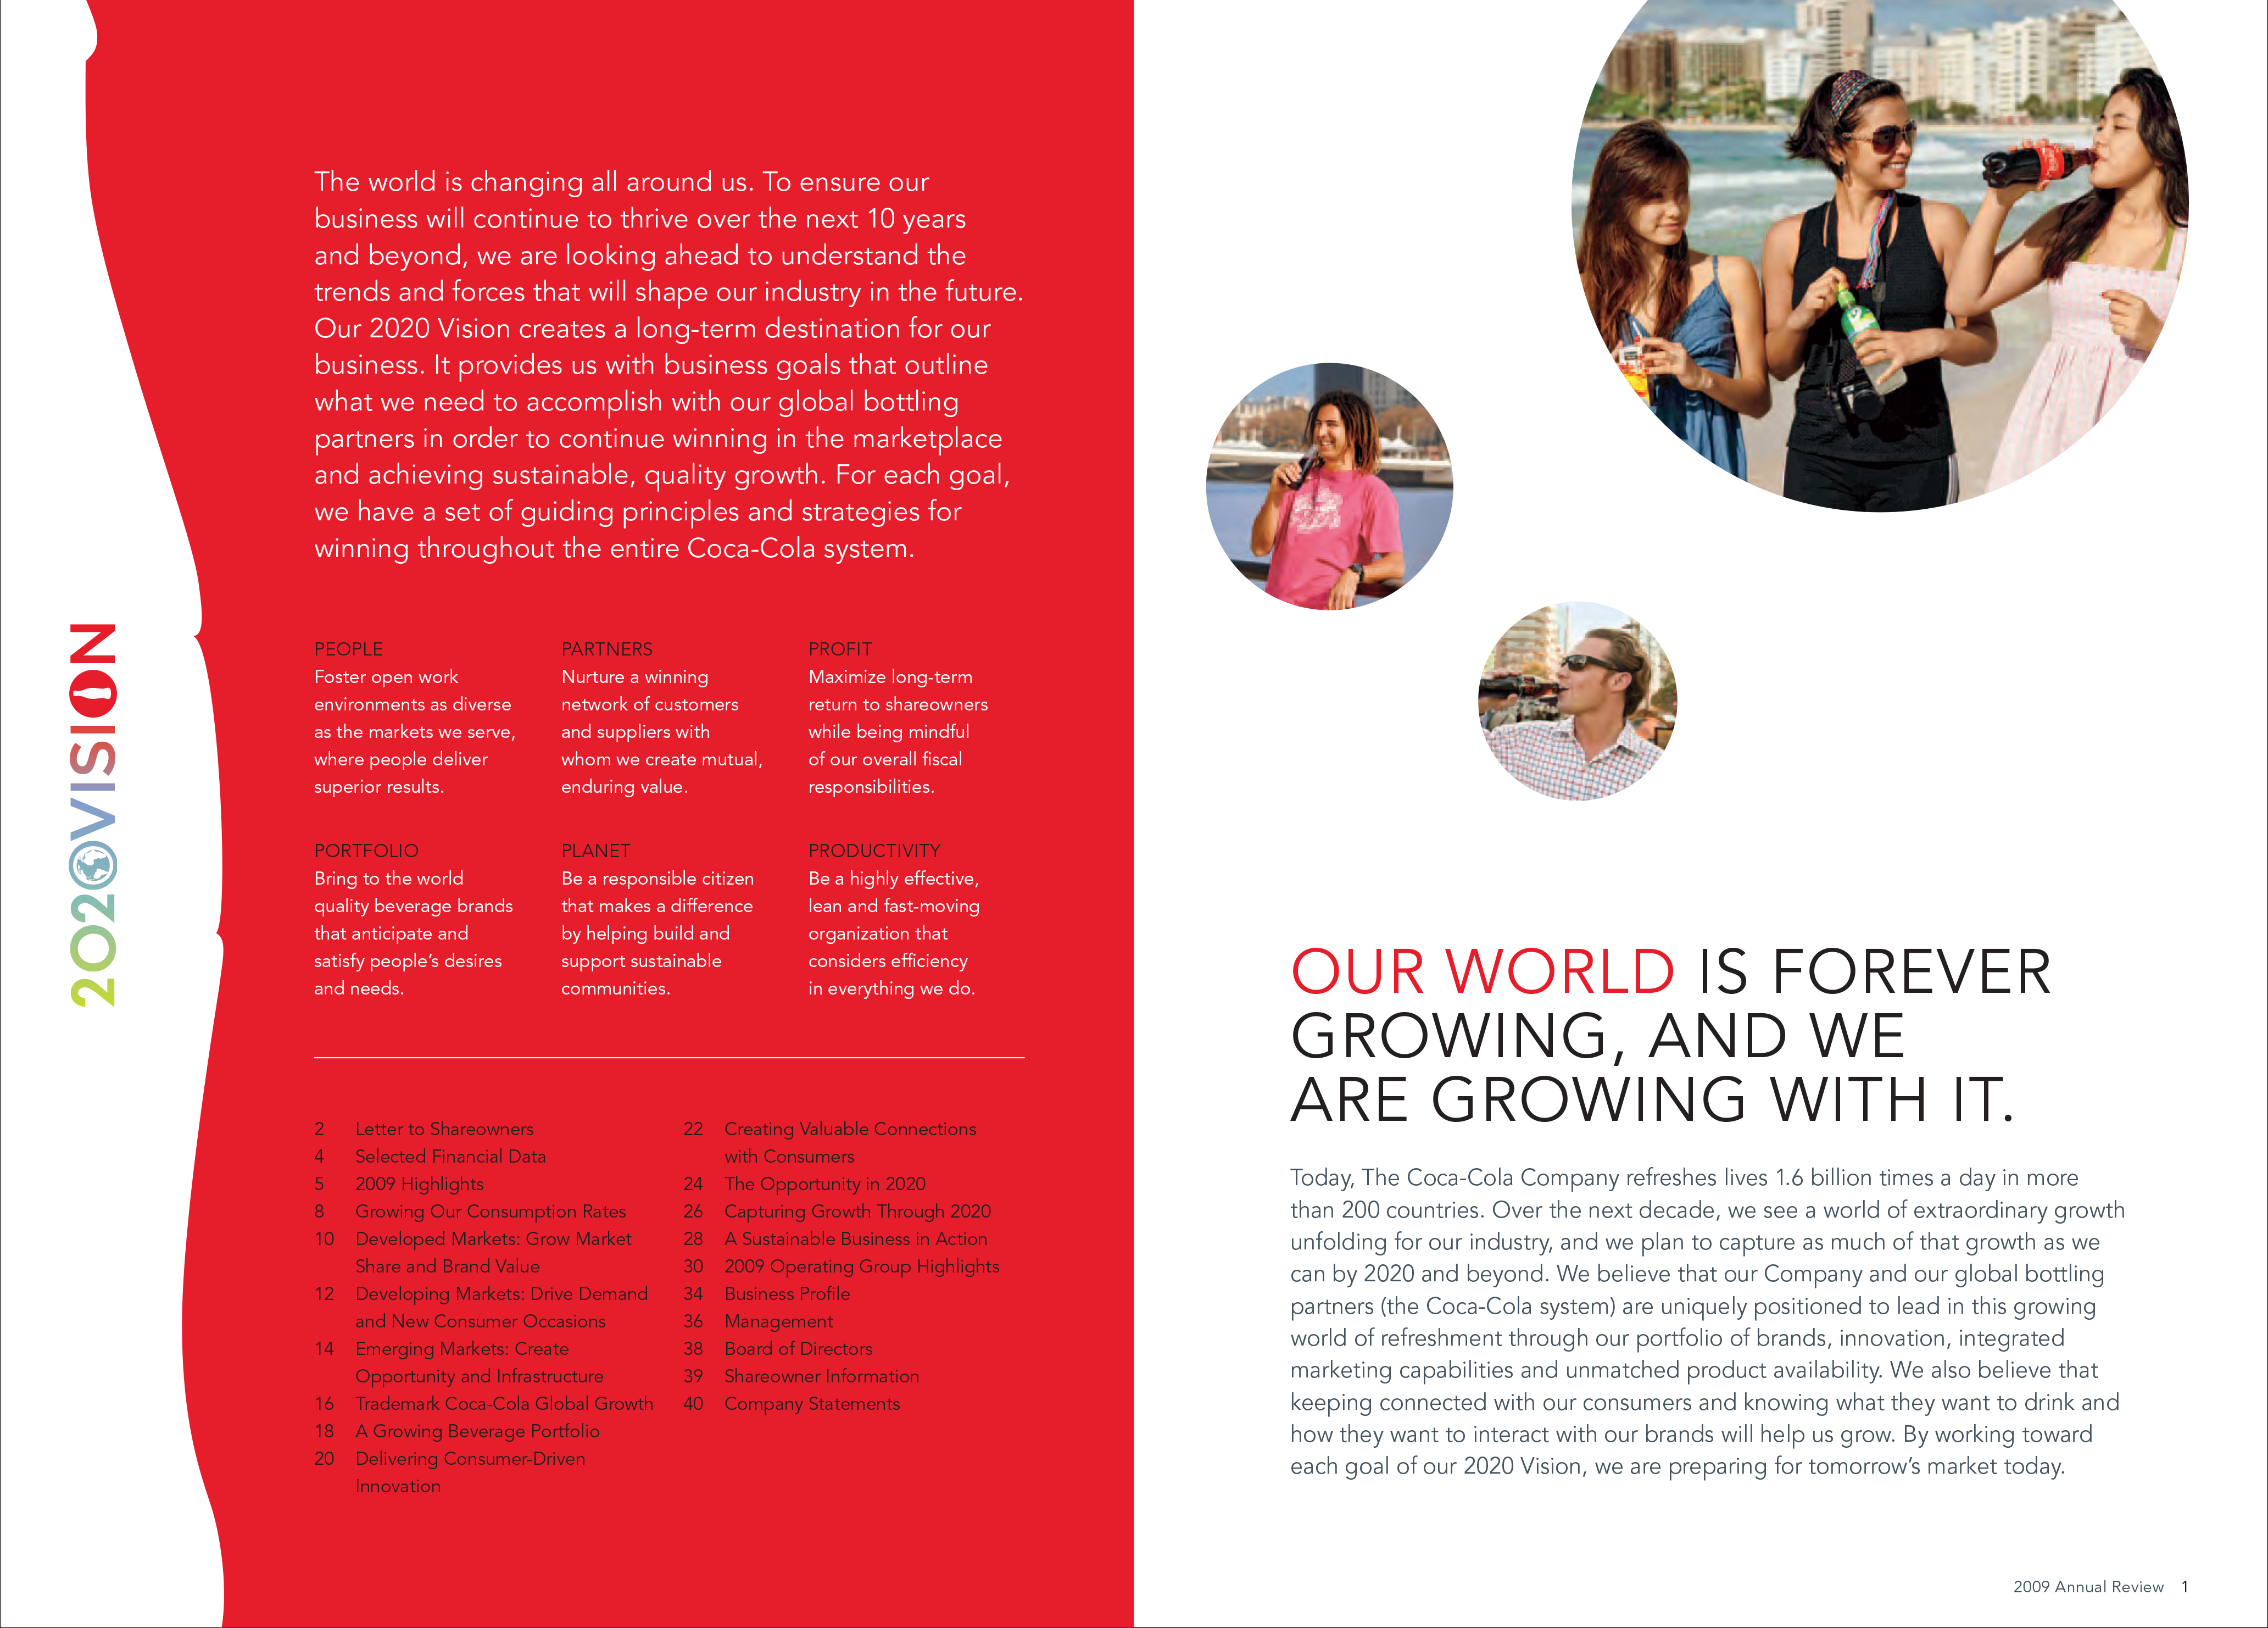 2020VISION
The world is changing all around us. To ensure our
business will continue to thrive over the next 10 years
and beyond, we are looking ahead to understand the
trends and forces that will shape our industry in the future.
Our 2020 Vision creates a long-term destination for our
business. It provides us with business goals that outline
what we need to accomplish with our global bottling
partners in order to continue winning in the marketplace
and achieving sustainable, quality growth. For each goal,
we have a set of guiding principles and strategies for
winning throughout the entire Coca-Cola system.
PEOPLE
Foster open work
environments as diverse
as the markets we serve,
where people deliver
superior results.
PARTNERS
Nurture a winning
network of customers
and suppliers with
whom we create mutual,
enduring value.
PROFIT
Maximize long-term
return to shareowners
while being mindful
of our overall fiscal
responsibilities.
PORTFOLIO
Bring to the world
quality beverage brands
that anticipate and
satisfy people's desires
and needs.
PLANET
Be a responsible citizen
that makes a difference
by helping build and
support sustainable
communities.
PRODUCTIVITY
Be a highly effective,
lean and fast-moving
organization that
considers efficiency
in everything we do.
2 Letter to Shareowners
4 Selected Financial Data
5 2009 Highlights
8 Growing Our Consumption Rates
10 Developed Markets: Grow Market
Share and Brand Value
12 Developing Markets: Drive Demand
and New Consumer Occasions
14 Emerging Markets: Create
Opportunity and Infrastructure
16 Trademark Coca-Cola Global Growth
18 A Growing Beverage Portfolio
20 Delivering Consumer-Driven
Innovation
22 Creating Valuable Connections
with Consumers
24 The Opportunity in 2020
26 Capturing Growth Through 2020
28 A Sustainable Business in Action
30 2009 Operating Group Highlights
34 Business Profile
36 Management
38 Board of Directors
39 Shareowner Information
40 Company Statements
OUR WORLD IS FOREVER
GROWING, AND WE
ARE GROWING WITH IT.
Today, The Coca-Cola Company refreshes lives 1.6 billion times a day in more
than 200 countries. Over the next decade, we see a world of extraordinary growth
unfolding for our industry, and we plan to capture as much of that growth as we
can by 2020 and beyond. We believe that our Company and our global bottling
partners (the Coca-Cola system) are uniquely positioned to lead in this growing
world of refreshment through our portfolio of brands, innovation, integrated
marketing capabilities and unmatched product availability. We also believe that
keeping connected with our consumers and knowing what they want to drink and
how they want to interact with our brands will help us grow. By working toward
each goal of our 2020 Vision, we are preparing for tomorrow's market today.
2009 Annual Review 1